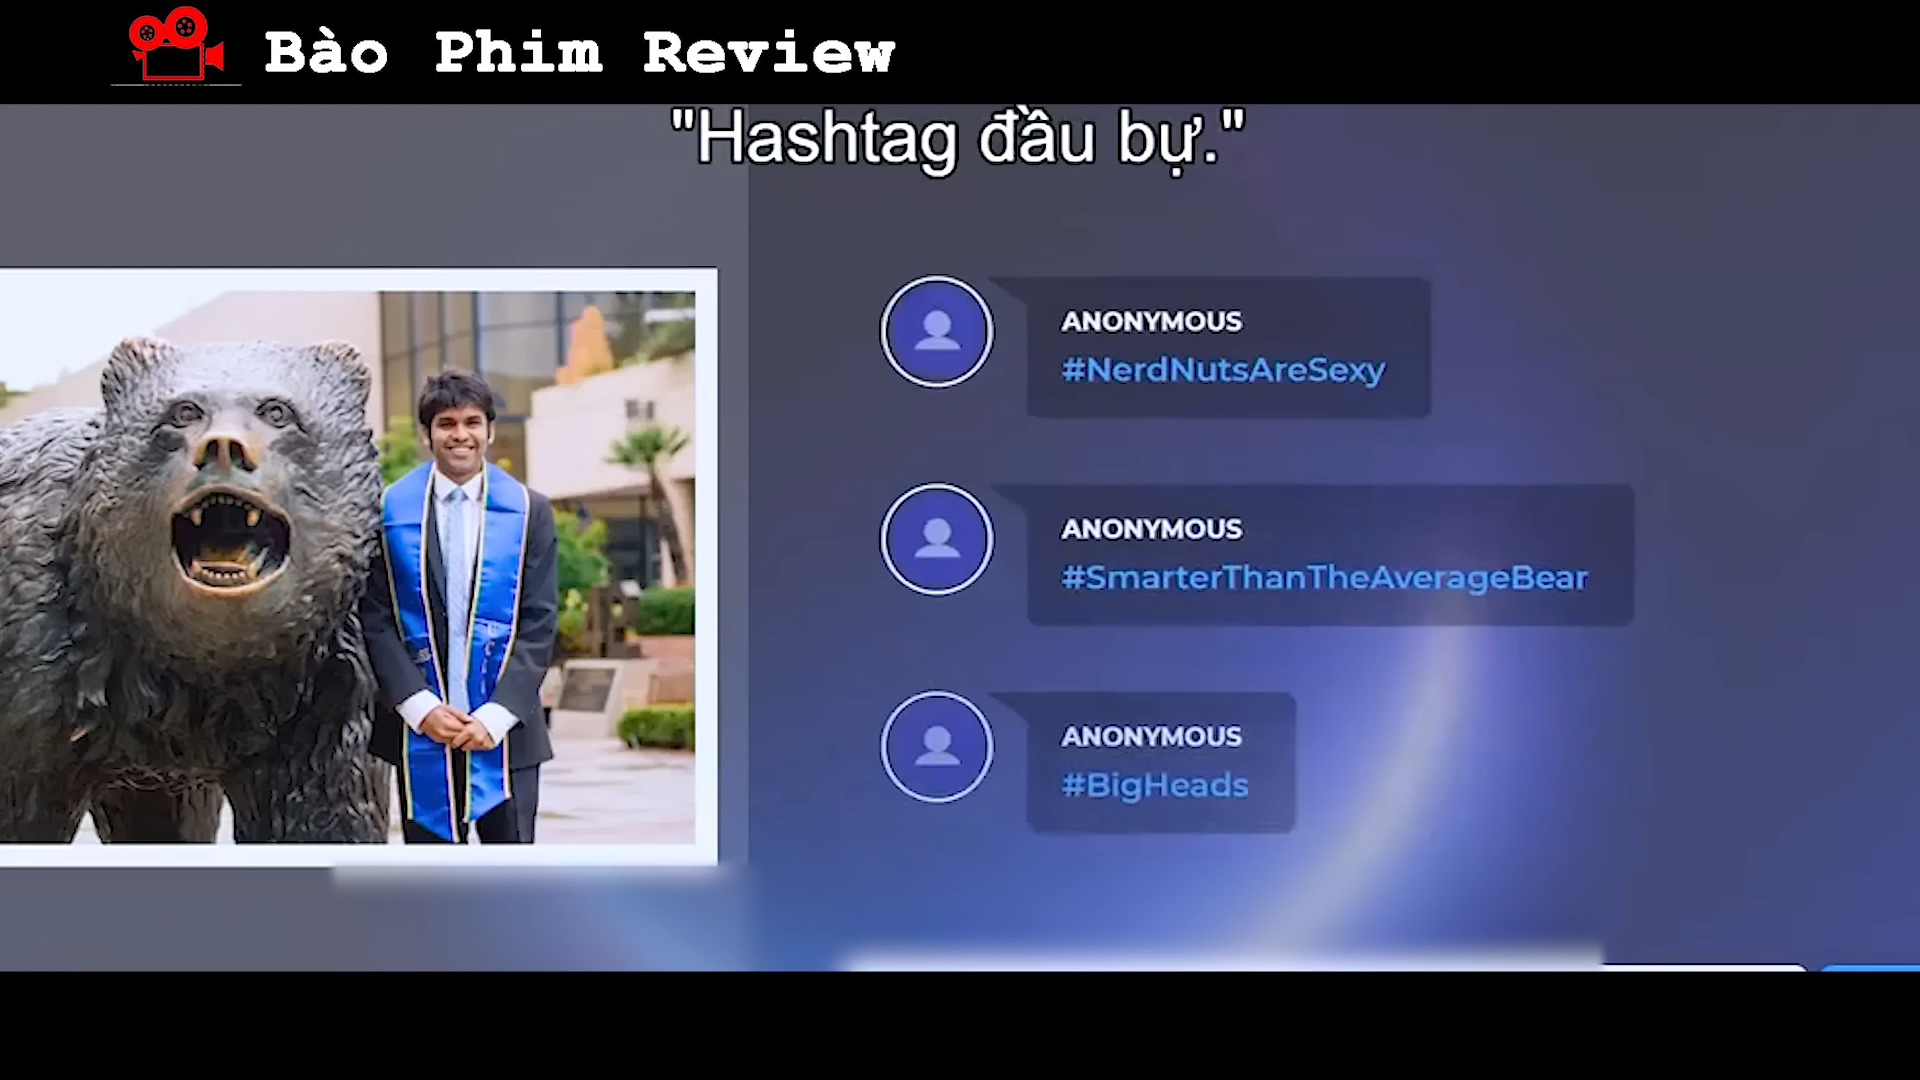 Bào Phim Review
"Hashtag đầu bự."
ANONYMOUS
#NerdNutsAreSexy
ANONYMOUS
#SmarterThanTheAverageBear
ANONYMOUS
#BigHeads